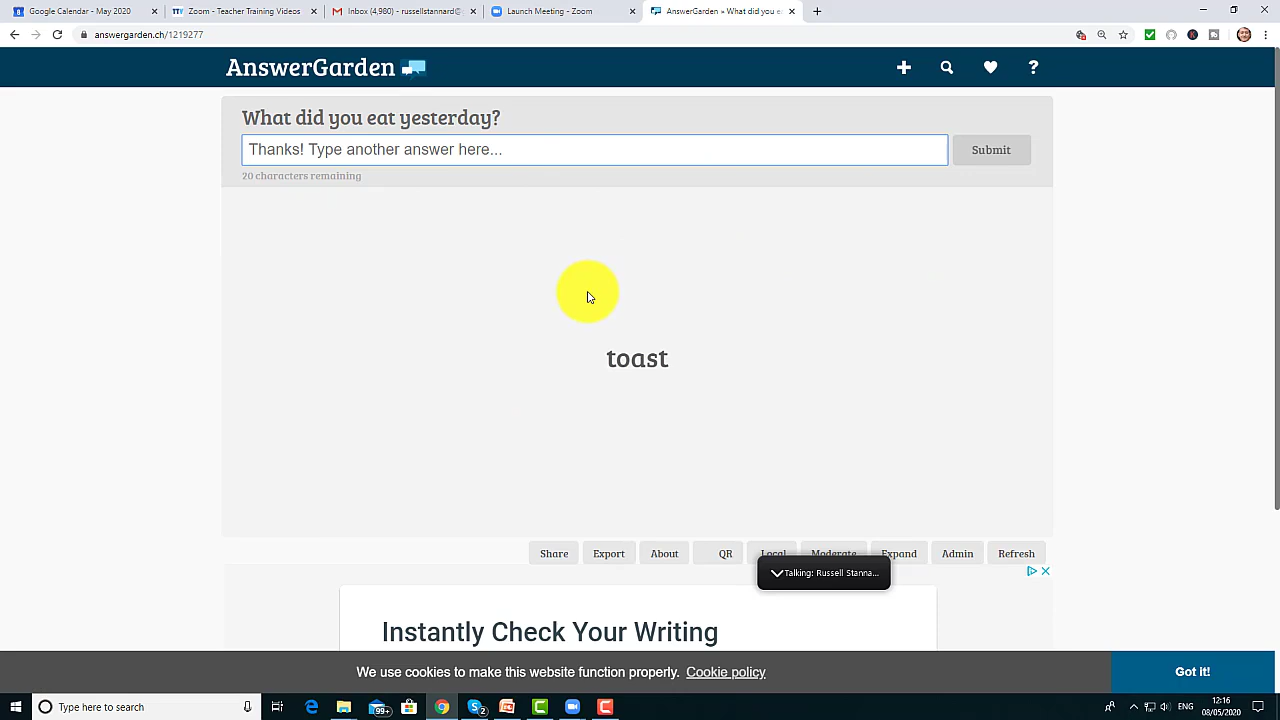 Google Calendar - May 2020
Zoom - Teacher Training Videos
Inbox (4,980) - russellstannard@
Launch Meeting - Zoom
AnswerGarden » What did you e
answergarden.ch/1219277
AnswerGarden
What did you eat yesterday?
Thanks! Type another answer here...
Submit
20 characters remaining
toast
Share
Export
About
QR
Local
Moderate
Expand
Admin
Refresh
Talking: Russell Stanna...
Instantly Check Your Writing
We use cookies to make this website function properly. Cookie policy
Got it!
Type here to search
99+
2
ENG
12:16
08/05/2020